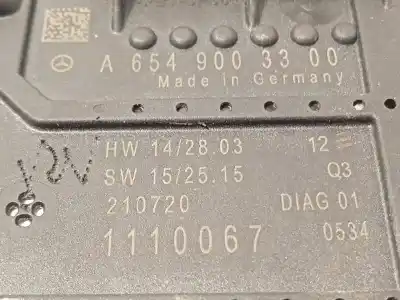 A 654 900 33 00
Made in Germany
HW 14/28.03 12
SW 15/25.15 Q3
210720 DIAG 01
1110067 0534